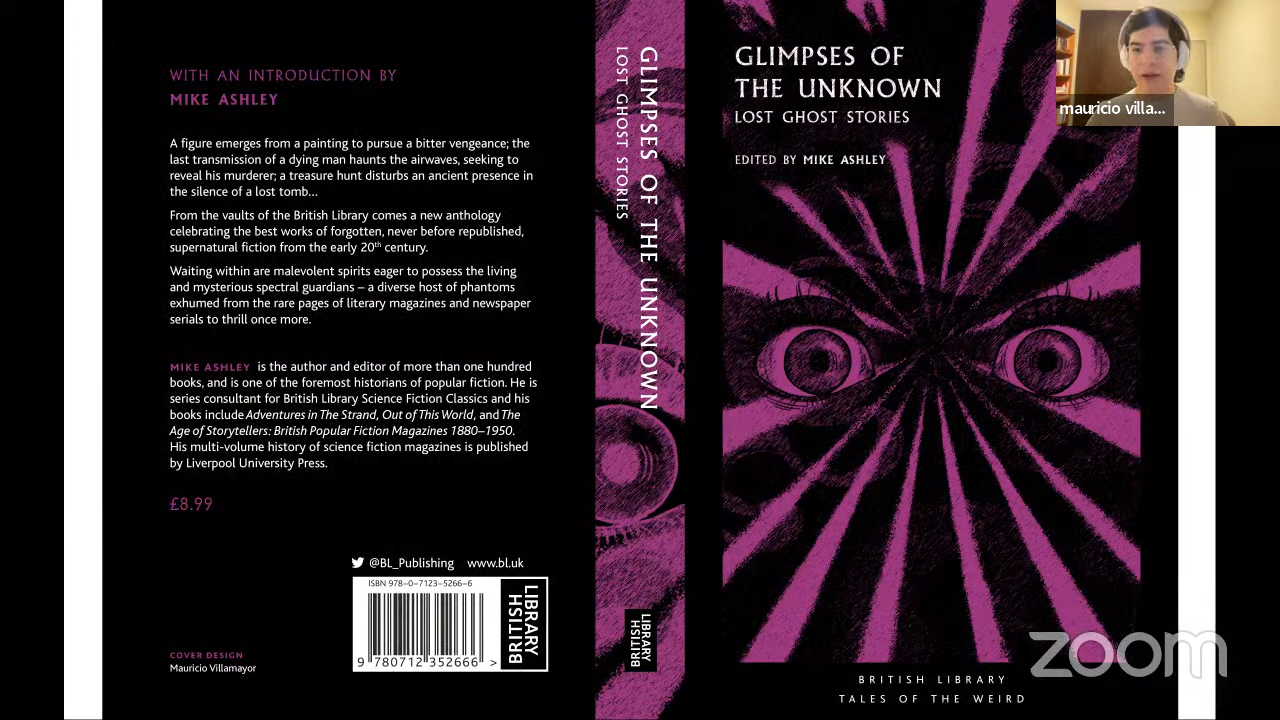 WITH AN INTRODUCTION BY
MIKE ASHLEY
A figure emerges from a painting to pursue a bitter vengeance; the
last transmission of a dying man haunts the airwaves, seeking to
reveal his murderer; a treasure hunt disturbs an ancient presence in
the silence of a lost tomb...
From the vaults of the British Library comes a new anthology
celebrating the best works of forgotten, never before republished,
supernatural fiction from the early 20th century.
Waiting within are malevolent spirits eager to possess the living
and mysterious spectral guardians – a diverse host of phantoms
exhumed from the rare pages of literary magazines and newspaper
serials to thrill once more.
MIKE ASHLEY is the author and editor of more than one hundred
books, and is one of the foremost historians of popular fiction. He is
series consultant for British Library Science Fiction Classics and his
books include Adventures in The Strand, Out of This World, and The
Age of Storytellers: British Popular Fiction Magazines 1880–1950.
His multi-volume history of science fiction magazines is published
by Liverpool University Press.
£8.99
@BL_Publishing www.bl.uk
ISBN 978-0-7123-5266-6
9 780712 352666 >
BRITISH
LIBRARY
COVER DESIGN
Mauricio Villamayor
GLIMPSES OF THE UNKNOWN
LOST GHOST STORIES
BRITISH
LIBRARY
GLIMPSES OF
THE UNKNOWN
LOST GHOST STORIES
EDITED BY MIKE ASHLEY
BRITISH LIBRARY
TALES OF THE WEIRD
mauricio villa...
zoom